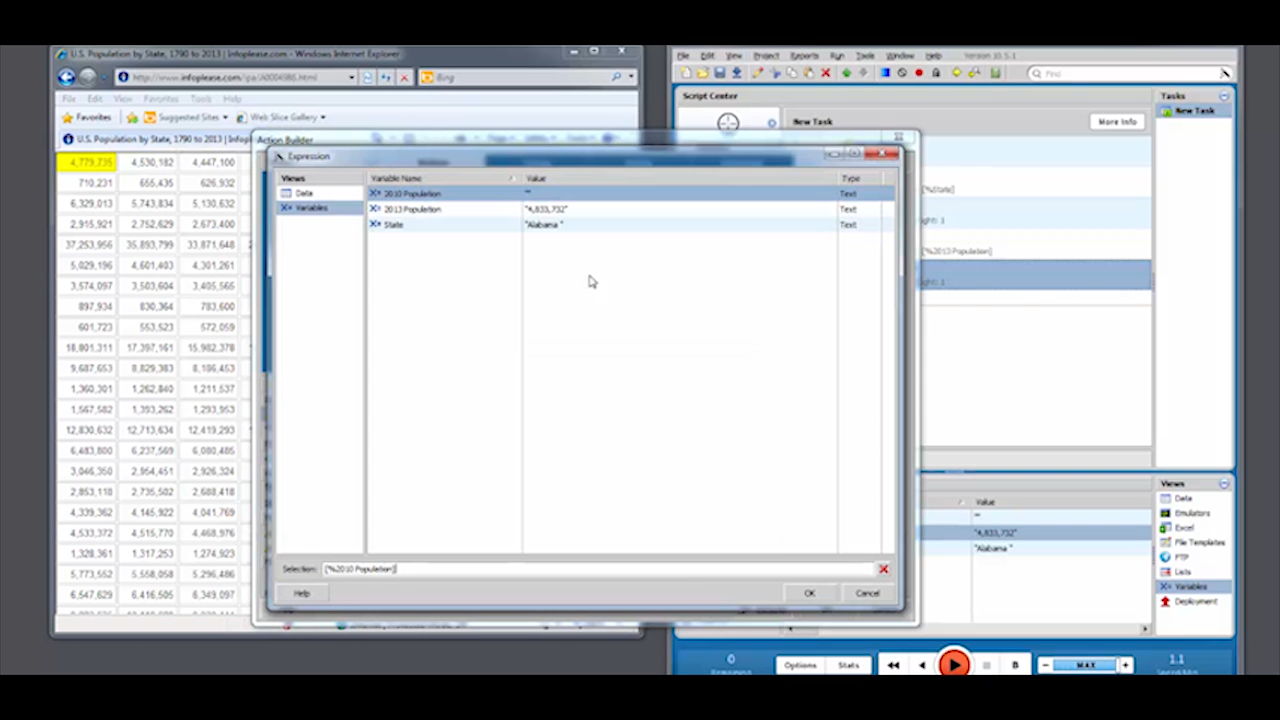 U.S. Population by State, 1790 to 2013 | Infoplease.com - Windows Internet Explorer
http://www.infoplease.com/ipa/A0004986.html
Bing
File Edit View Favorites Tools Help
Favorites Suggested Sites Web Slice Gallery
U.S. Population by State, 1790 to 2013 | Infopl
4,779,735 4,530,182 4,447,100
710,231 655,435 626,932
6,329,013 5,743,834 5,130,632
2,915,921 2,752,629 2,673,400
37,253,956 35,893,799 33,871,648
5,029,196 4,601,403 4,301,261
3,574,097 3,503,604 3,405,565
897,934 830,364 783,600
601,723 553,523 572,059
18,801,311 17,397,161 15,982,378
9,687,653 8,829,383 8,186,453
1,360,301 1,262,840 1,211,537
1,567,582 1,393,262 1,293,953
12,830,632 12,713,634 12,419,293
6,483,800 6,237,569 6,080,485
3,046,350 2,954,451 2,926,324
2,853,118 2,735,502 2,688,418
4,339,362 4,145,922 4,041,769
4,533,372 4,515,770 4,468,976
1,328,361 1,317,253 1,274,923
5,773,552 5,558,058 5,296,486
6,547,629 6,416,505 6,349,097
Action Builder
Expression
Views
Data
Variables
Variable Name Value Type
2010 Population "" Text
2013 Population "4,833,732" Text
State "Alabama " Text
Selection: [%2010 Population]
Help OK Cancel
File Edit View Project Reports Run Tools Window Help Version 10.5.1
Find
Script Center
New Task
More Info
Tasks
New Task
[%State]
ight: 1
[%2013 Population]
ight: 1
Value
""
"4,833,732"
"Alabama "
Views
Data
Emulators
Excel
File Templates
FTP
Lists
Variables
Deployment
0
Options Stats
B
MAX
1.1